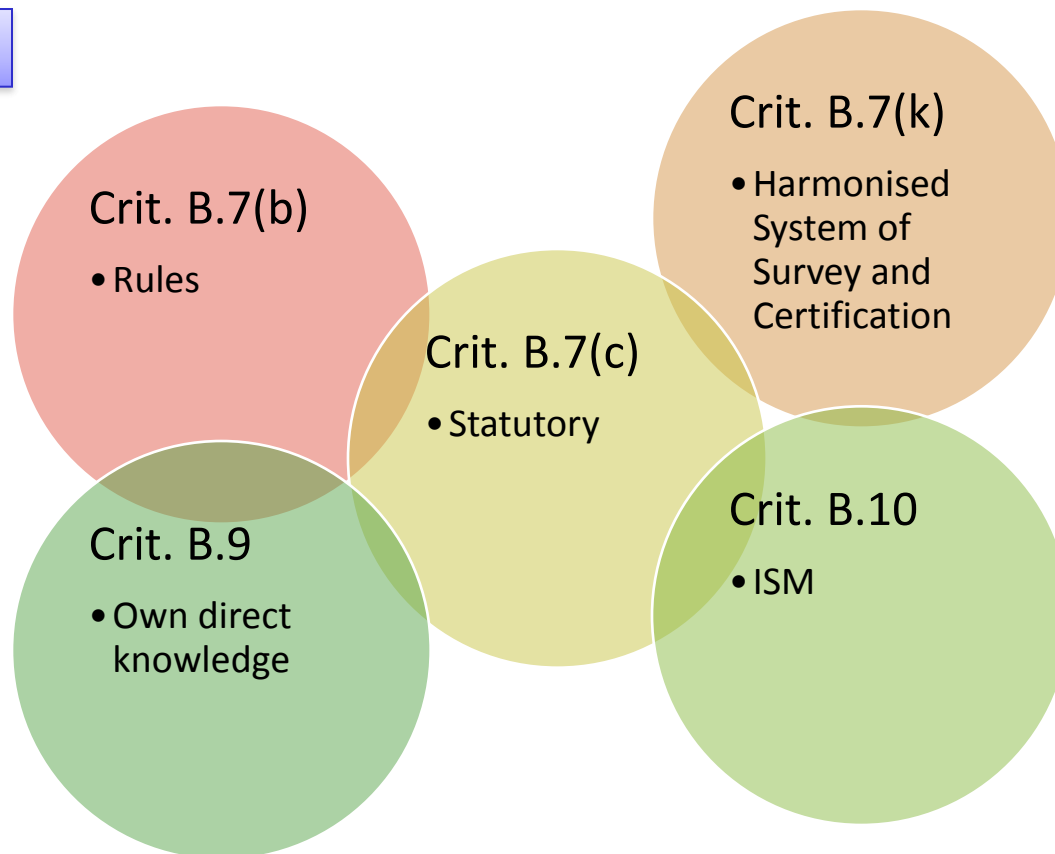 Crit. B.7(b)
• Rules
Crit. B.7(k)
• Harmonised
System of
Survey and
Certification
Crit. B.7(c)
• Statutory
Crit. B.9
• Own direct
knowledge
Crit. B.10
• ISM